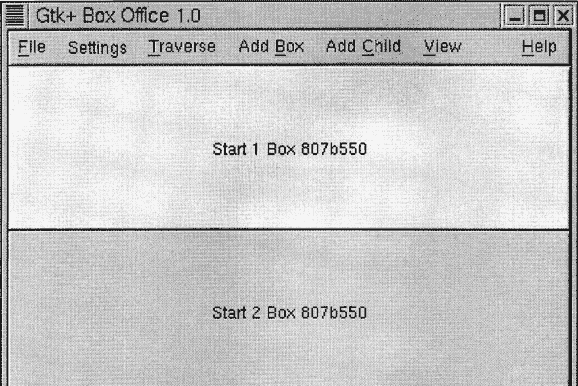 Gtk+ Box Office 1.0
File Settings Traverse Add Box Add Child View Help
Start 1 Box 807b550
Start 2 Box 807b550